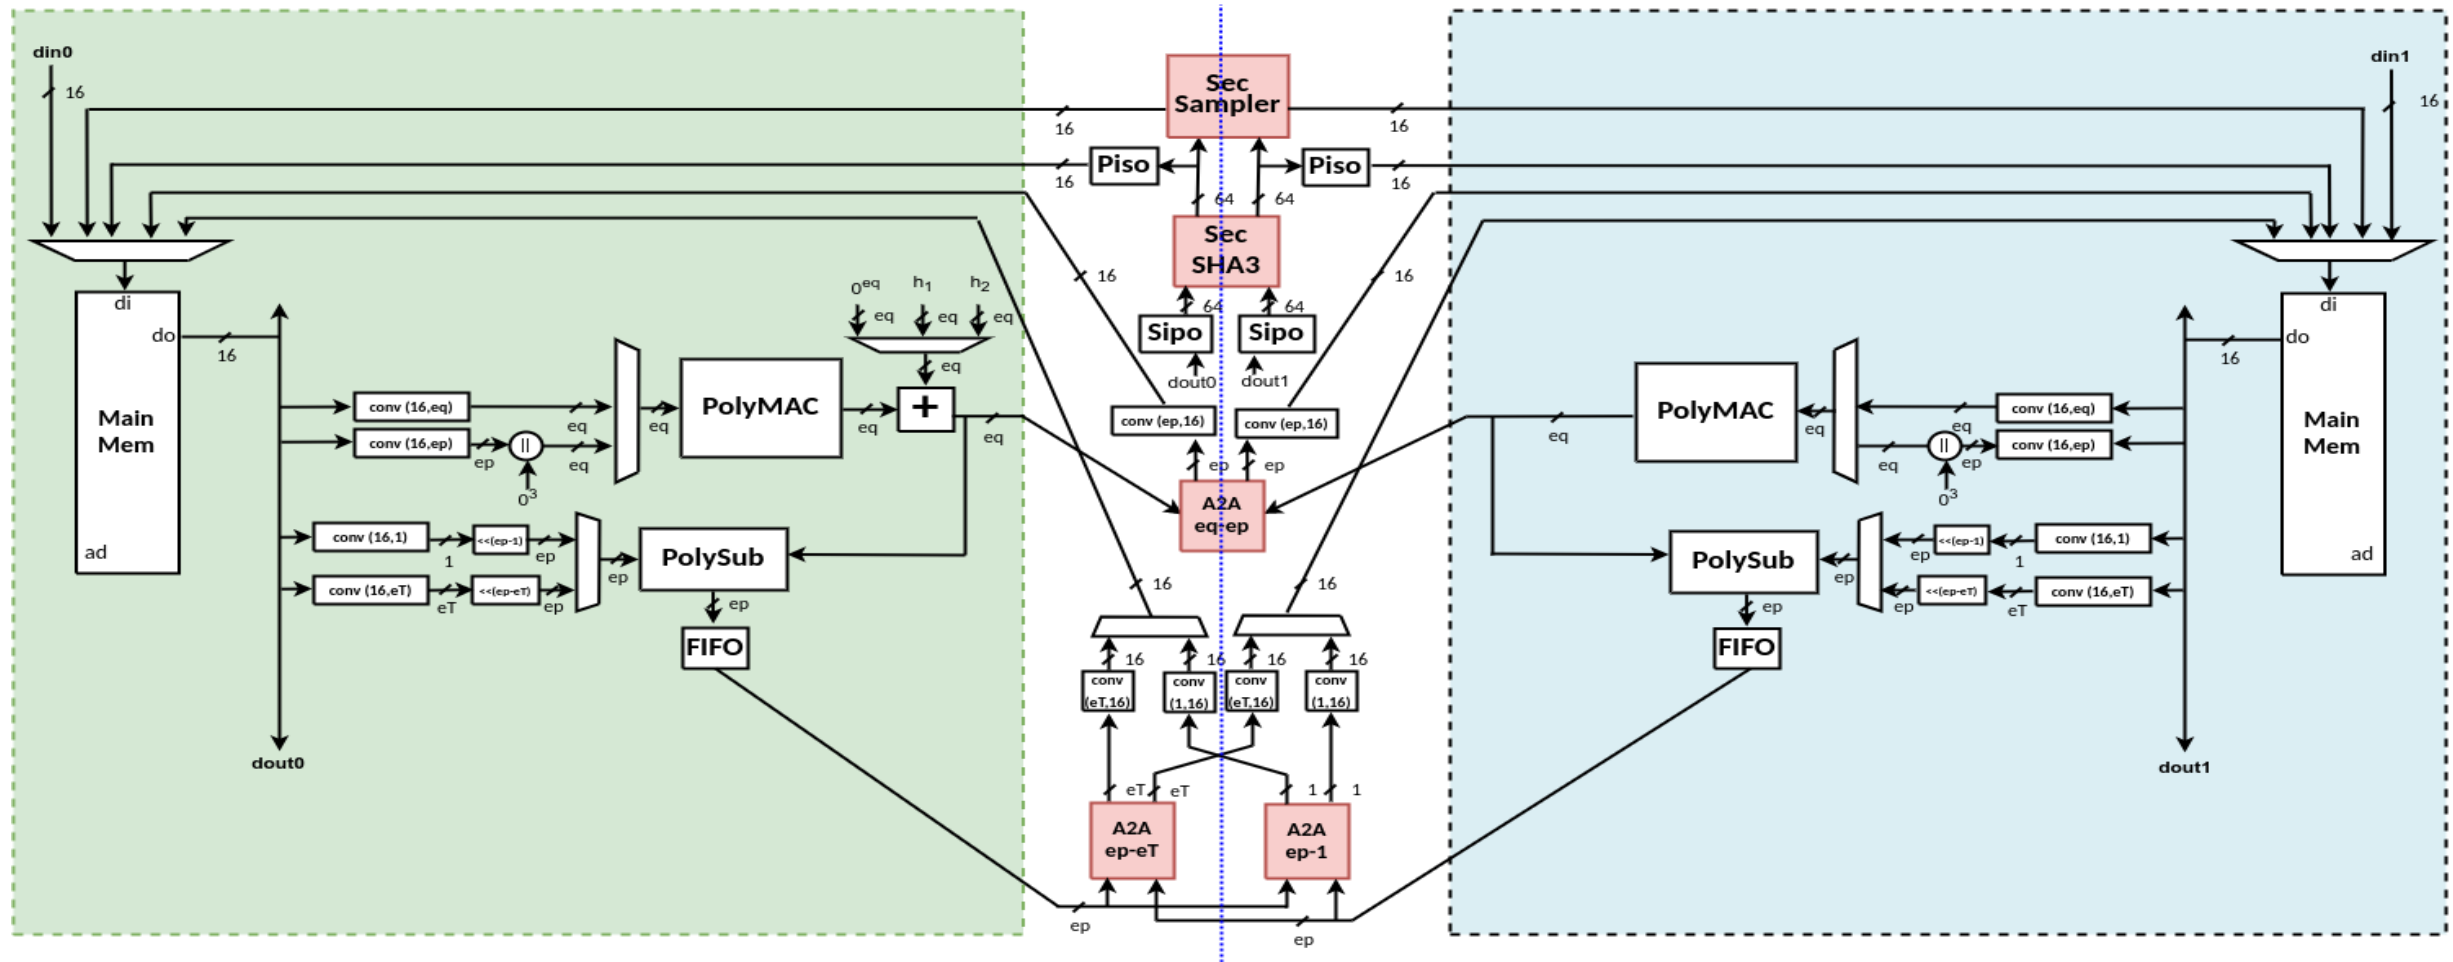 din0
16
16
Sec
Sampler
16
din1
16
Piso
16
Piso
16
64
64
Sec
SHA3
64
64
Sipo
Sipo
dout0
dout1
16
16
di
do
16
Main
Mem
ad
0^eq
h₁
h₂
eq
eq
eq
eq
conv (16,eq)
eq
conv (16,ep)
ep
||
eq
0³
eq
PolyMAC
eq
+
eq
conv (16,1)
1
<<(ep-1)
ep
conv (16,eT)
eT
<<(ep-eT)
ep
ep
PolySub
ep
FIFO
dout0
conv (ep,16)
conv (ep,16)
ep
ep
A2A
eq-ep
16
16
16
16
16
16
conv
(eT,16)
conv
(1,16)
conv
(eT,16)
conv
(1,16)
eT
eT
1
1
A2A
ep-eT
A2A
ep-1
ep
ep
eq
PolyMAC
eq
eq
conv (16,eq)
eq
||
ep
conv (16,ep)
0³
PolySub
ep
ep
<<(ep-1)
1
conv (16,1)
ep
<<(ep-eT)
eT
conv (16,eT)
ep
FIFO
dout1
di
do
16
Main
Mem
ad